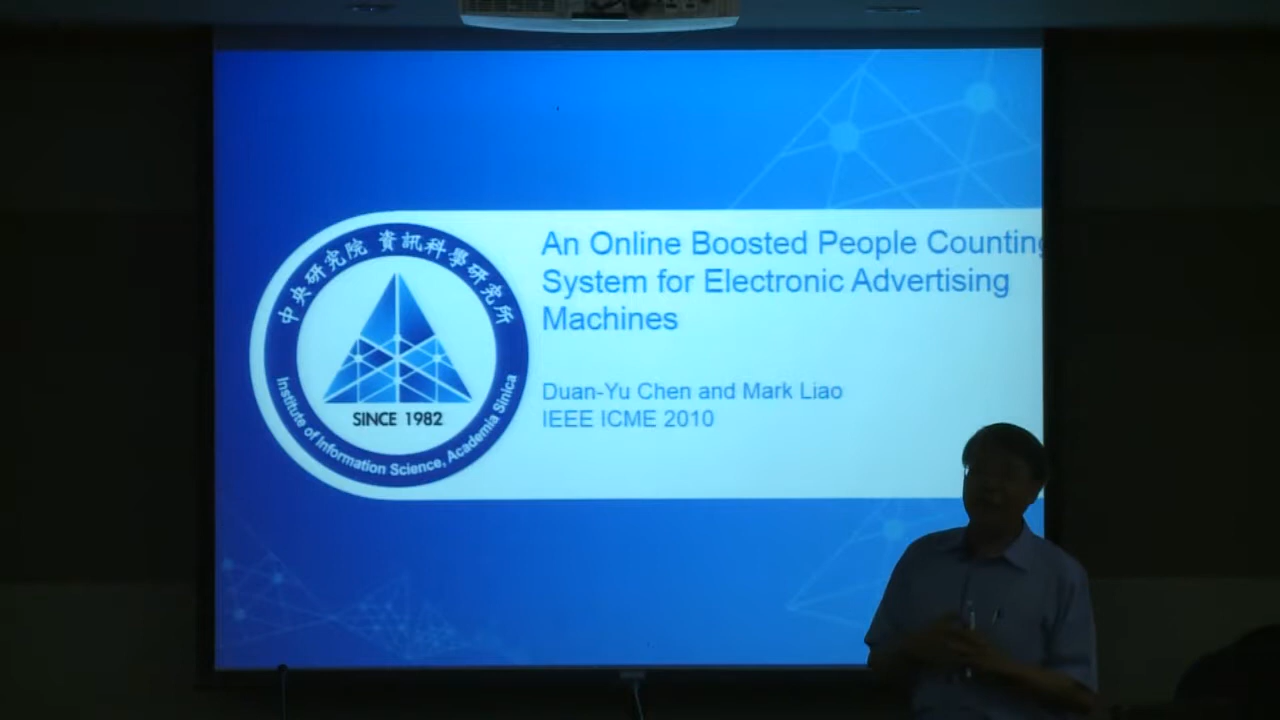 中央研究院 資訊科學研究所
SINCE 1982
Institute of Information Science, Academia Sinica
An Online Boosted People Counting
System for Electronic Advertising
Machines
Duan-Yu Chen and Mark Liao
IEEE ICME 2010